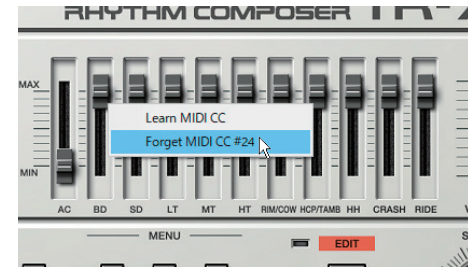 RHYTHM COMPOSER TR-
MAX
Learn MIDI CC
Forget MIDI CC #24
MIN
AC BD SD LT MT HT RIM/COW HCP/TAMB HH CRASH RIDE
MENU
EDIT